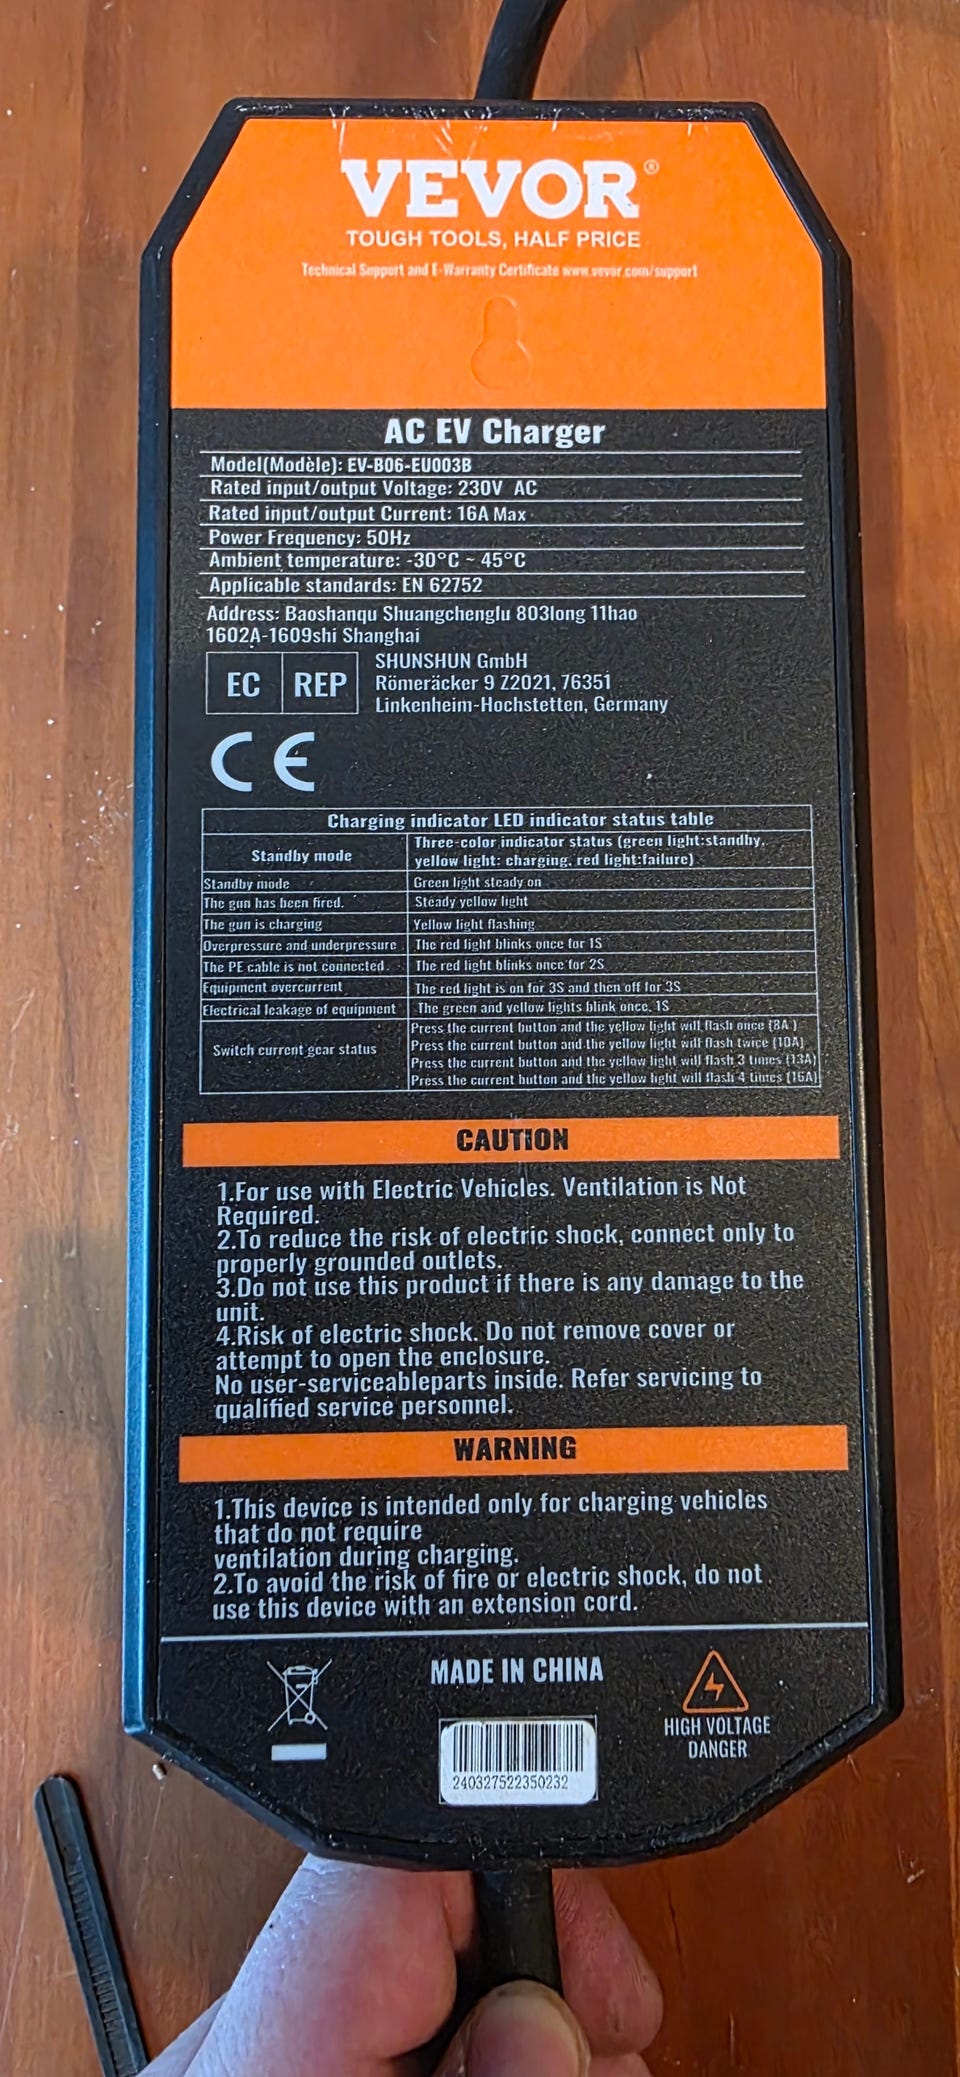 VEVOR®
TOUGH TOOLS, HALF PRICE
Technical Support and E-Warranty Certificate www.vevor.com/support
AC EV Charger
Model(Modèle): EV-B06-EU003B
Rated input/output Voltage: 230V AC
Rated input/output Current: 16A Max
Power Frequency: 50Hz
Ambient temperature: -30°C ~ 45°C
Applicable standards: EN 62752
Address: Baoshanqu Shuangchenglu 803long 11hao
1602A-1609shi Shanghai
EC REP
SHUNSHUN GmbH
Römeräcker 9 Z2021, 76351
Linkenheim-Hochstetten, Germany
CE
Charging indicator LED indicator status table
Standby mode
Three-color indicator status (green light:standby.
yellow light: charging. red light:failure)
Standby mode Green light steady on
The gun has been fired. Steady yellow light
The gun is charging Yellow light flashing
Overpressure and underpressure The red light blinks once for 1S
The PE cable is not connected. The red light blinks once for 2S
Equipment overcurrent The red light is on for 3S and then off for 3S
Electrical leakage of equipment The green and yellow lights blink once. 1S
Switch current gear status
Press the current button and the yellow light will flash once (8A)
Press the current button and the yellow light will flash twice (10A)
Press the current button and the yellow light will flash 3 times (13A)
Press the current button and the yellow light will flash 4 times (16A)
CAUTION
1.For use with Electric Vehicles. Ventilation is Not
Required.
2.To reduce the risk of electric shock, connect only to
properly grounded outlets.
3.Do not use this product if there is any damage to the
unit.
4.Risk of electric shock. Do not remove cover or
attempt to open the enclosure.
No user-serviceableparts inside. Refer servicing to
qualified service personnel.
WARNING
1.This device is intended only for charging vehicles
that do not require
ventilation during charging.
2.To avoid the risk of fire or electric shock, do not
use this device with an extension cord.
MADE IN CHINA
HIGH VOLTAGE
DANGER
240327522350232